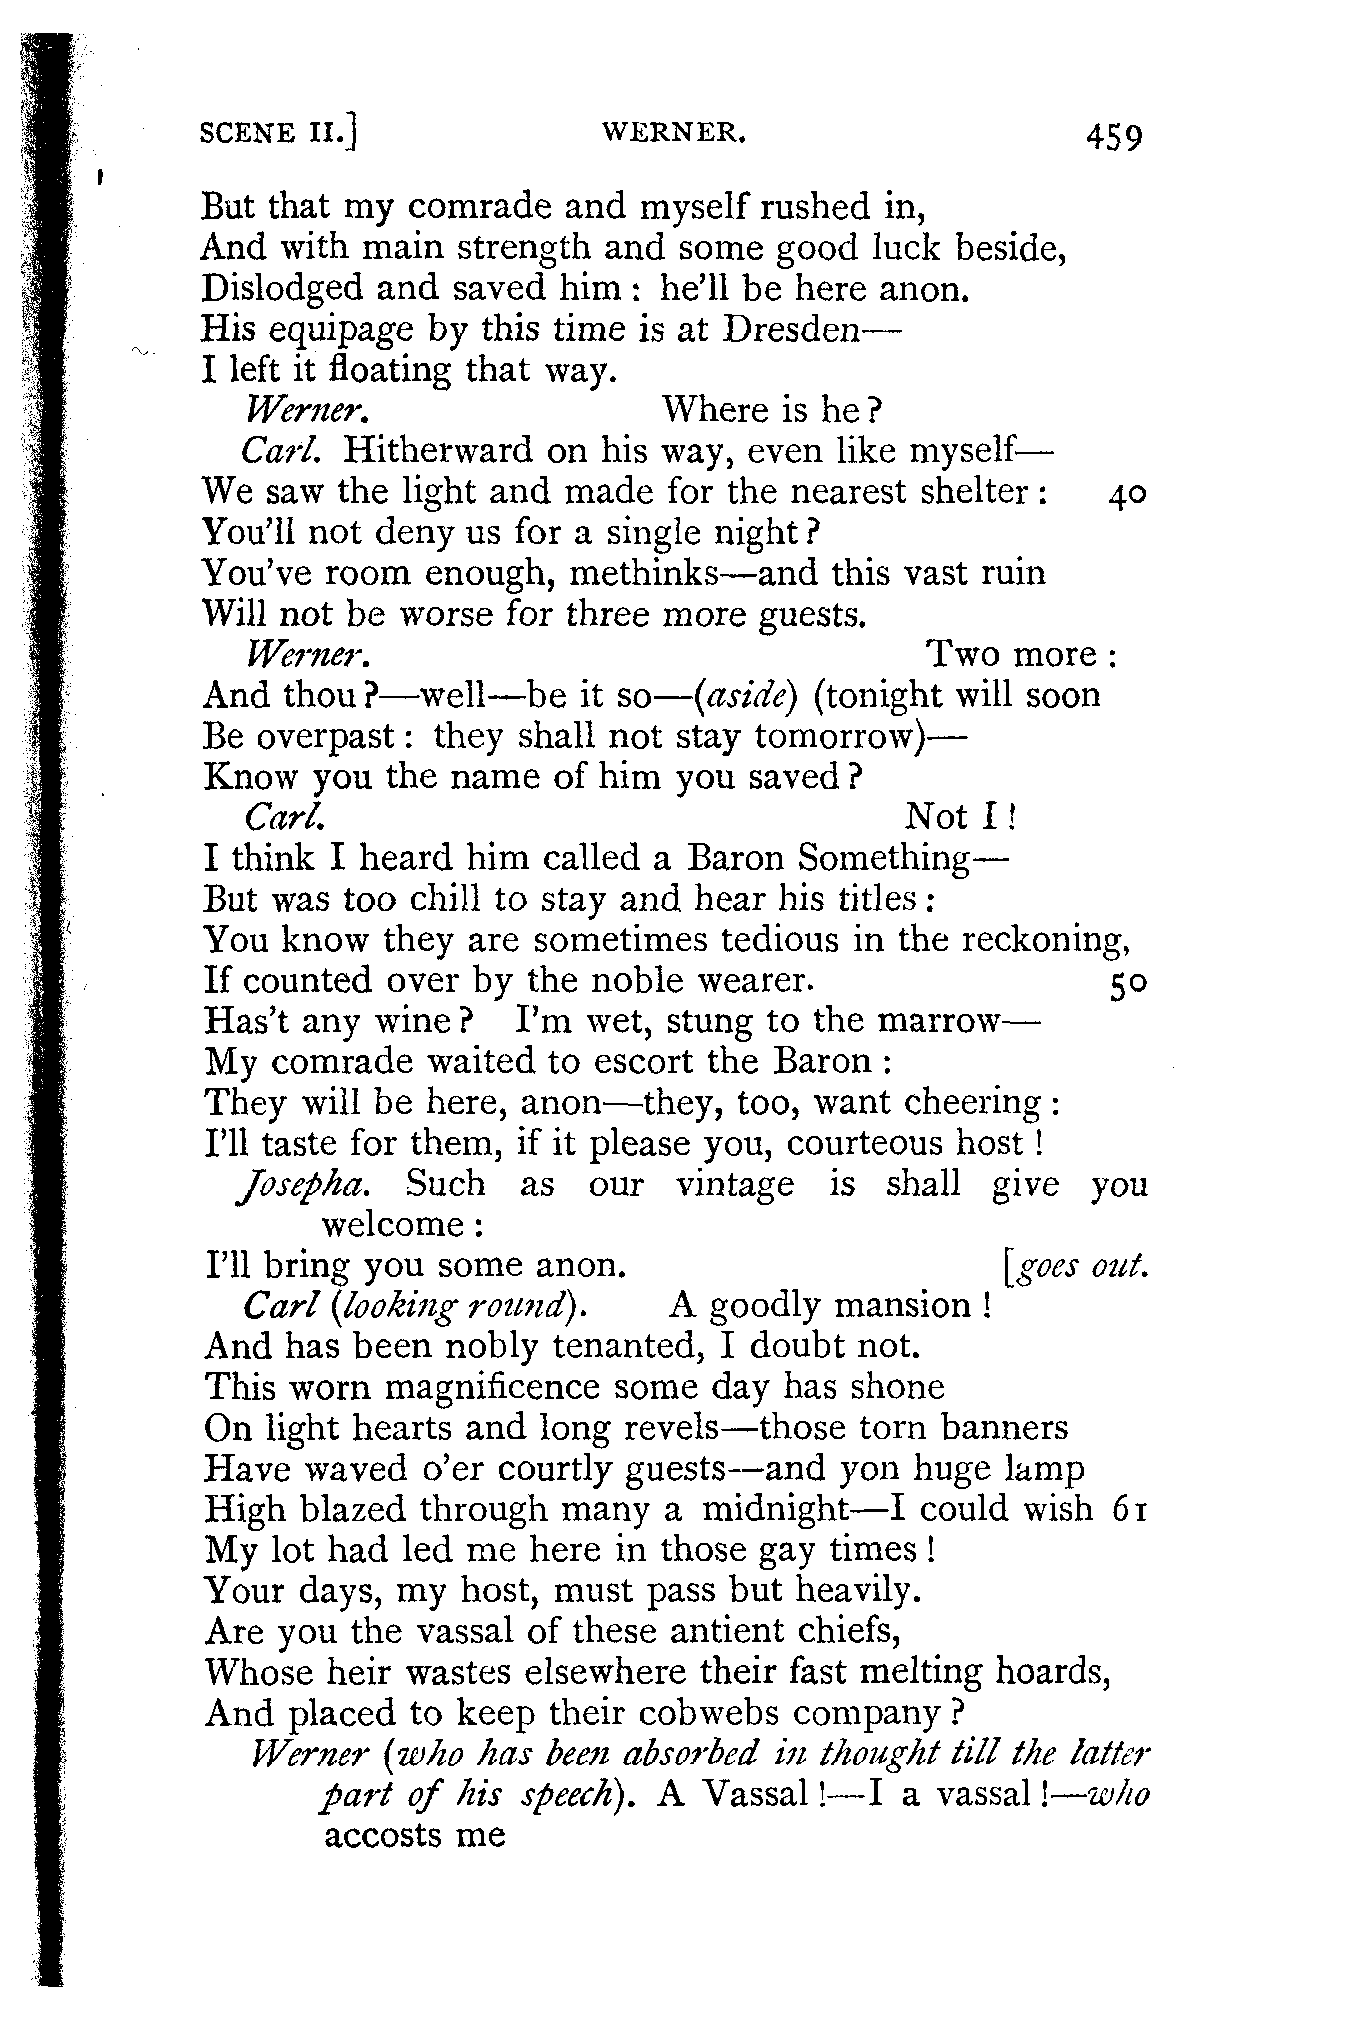 SCENE II.] WERNER. 459
But that my comrade and myself rushed in,
And with main strength and some good luck beside,
Dislodged and saved him : he'll be here anon.
His equipage by this time is at Dresden—
I left it floating that way.
Werner. Where is he ?
Carl. Hitherward on his way, even like myself—
We saw the light and made for the nearest shelter : 40
You'll not deny us for a single night ?
You've room enough, methinks—and this vast ruin
Will not be worse for three more guests.
Werner. Two more :
And thou ?—well—be it so—(aside) (tonight will soon
Be overpast : they shall not stay tomorrow)—
Know you the name of him you saved ?
Carl. Not I !
I think I heard him called a Baron Something—
But was too chill to stay and hear his titles :
You know they are sometimes tedious in the reckoning,
If counted over by the noble wearer. 50
Has't any wine ? I'm wet, stung to the marrow—
My comrade waited to escort the Baron :
They will be here, anon—they, too, want cheering :
I'll taste for them, if it please you, courteous host !
Josepha. Such as our vintage is shall give you
welcome :
I'll bring you some anon. [goes out.
Carl (looking round). A goodly mansion !
And has been nobly tenanted, I doubt not.
This worn magnificence some day has shone
On light hearts and long revels—those torn banners
Have waved o'er courtly guests—and yon huge lamp
High blazed through many a midnight—I could wish 61
My lot had led me here in those gay times !
Your days, my host, must pass but heavily.
Are you the vassal of these antient chiefs,
Whose heir wastes elsewhere their fast melting hoards,
And placed to keep their cobwebs company ?
Werner (who has been absorbed in thought till the latter
part of his speech). A Vassal !—I a vassal !—who
accosts me